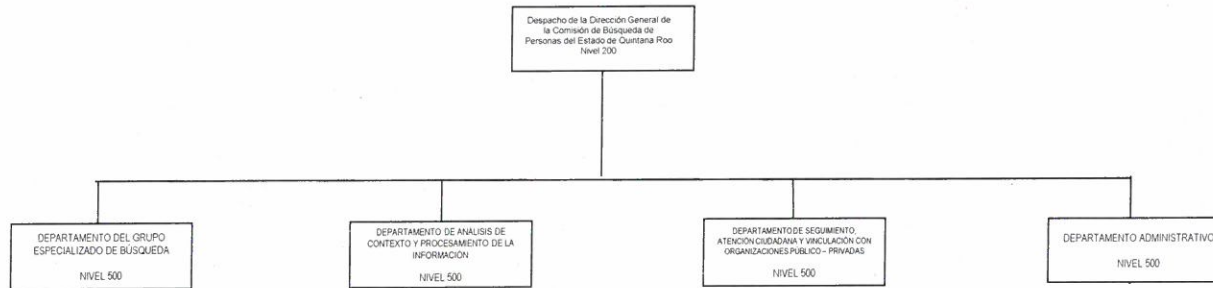 Despacho de la Dirección General de
la Comisión de Búsqueda de
Personas del Estado de Quintana Roo
Nivel 200
DEPARTAMENTO DEL GRUPO
ESPECIALIZADO DE BÚSQUEDA
NIVEL 500
DEPARTAMENTO DE ANALISIS DE
CONTEXTO Y PROCESAMIENTO DE LA
INFORMACIÓN
NIVEL 500
DEPARTAMENTO DE SEGUIMIENTO,
ATENCIÓN CIUDADANA Y VINCULACIÓN CON
ORGANIZACIONES PUBLICO – PRIVADAS
NIVEL 500
DEPARTAMENTO ADMINISTRATIVO
NIVEL 500